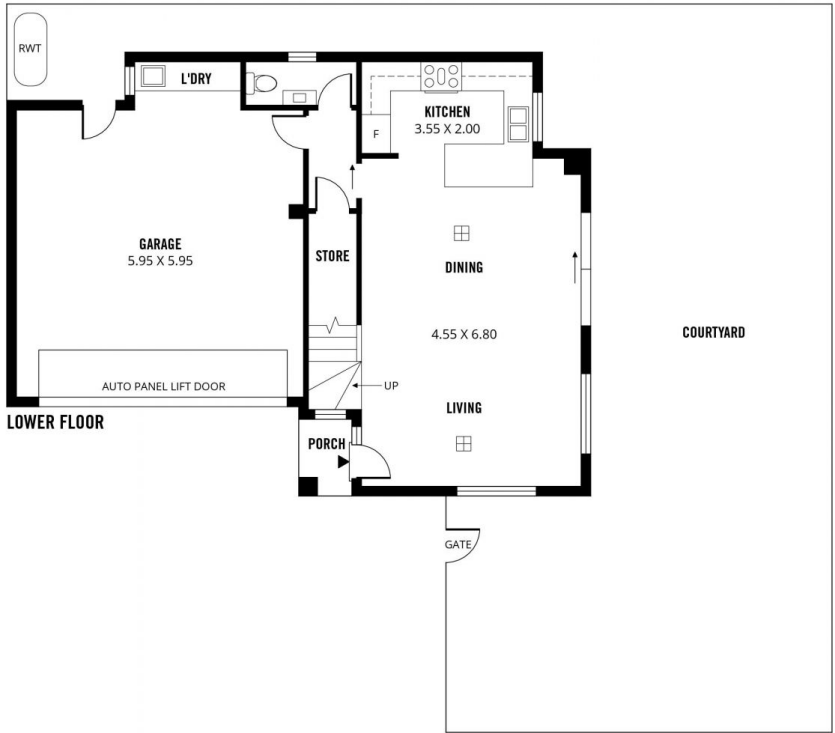 RWT
L'DRY
KITCHEN
3.55 X 2.00
F
GARAGE
5.95 X 5.95
STORE
DINING
4.55 X 6.80
COURTYARD
AUTO PANEL LIFT DOOR
UP
LIVING
LOWER FLOOR
PORCH
GATE